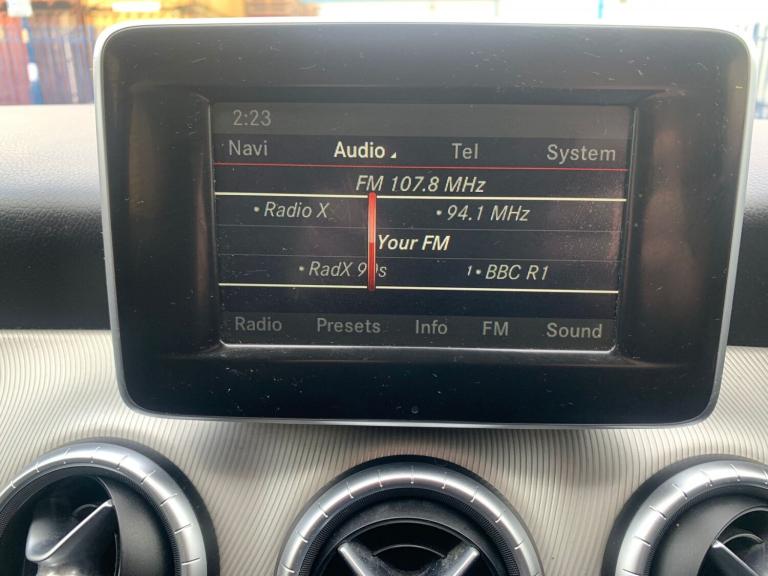 2:23
Navi Audio Tel System
FM 107.8 MHz
• Radio X • 94.1 MHz
Your FM
• RadX 90s 1 • BBC R1
Radio Presets Info FM Sound